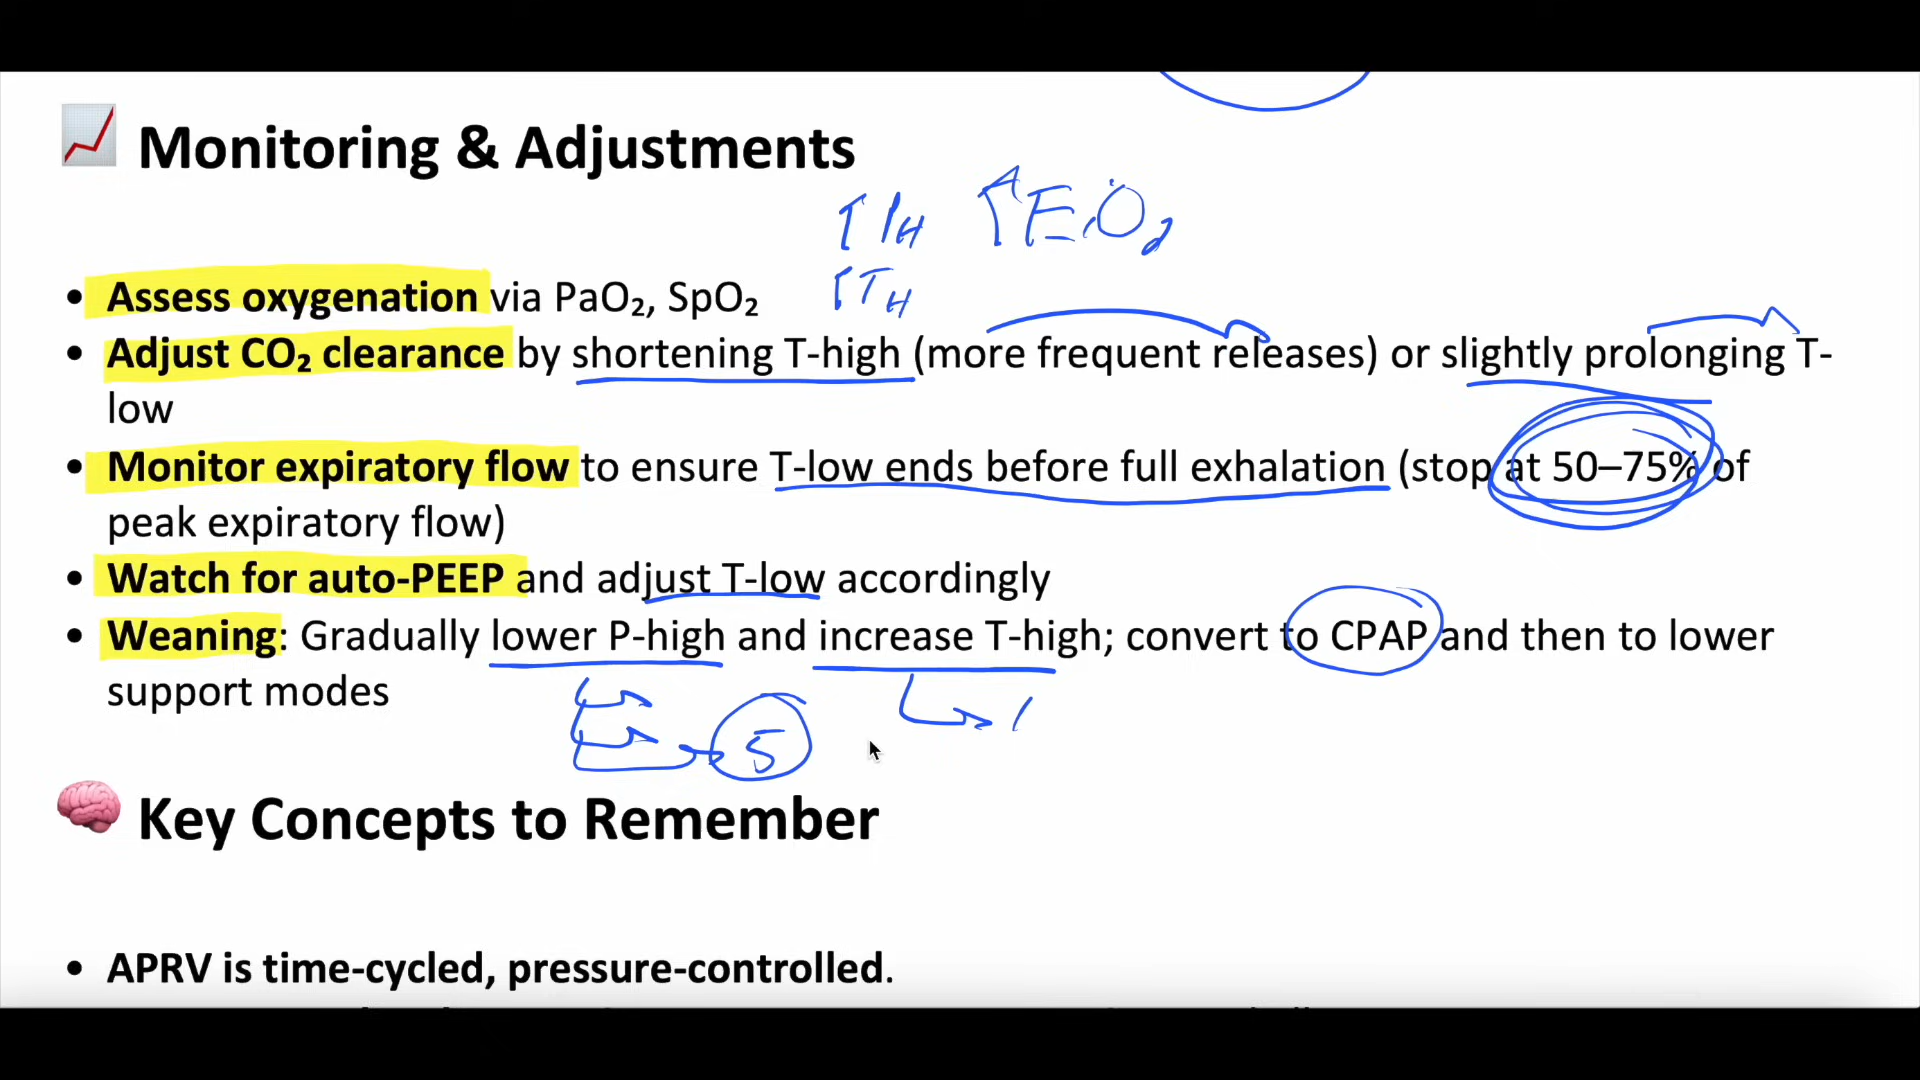 Monitoring & Adjustments
↑PH ↑FiO2
↑TH
• Assess oxygenation via PaO₂, SpO₂
• Adjust CO₂ clearance by shortening T-high (more frequent releases) or slightly prolonging T-
low
• Monitor expiratory flow to ensure T-low ends before full exhalation (stop at 50–75% of
peak expiratory flow)
• Watch for auto-PEEP and adjust T-low accordingly
• Weaning: Gradually lower P-high and increase T-high; convert to CPAP and then to lower
support modes
5
Key Concepts to Remember
• APRV is time-cycled, pressure-controlled.